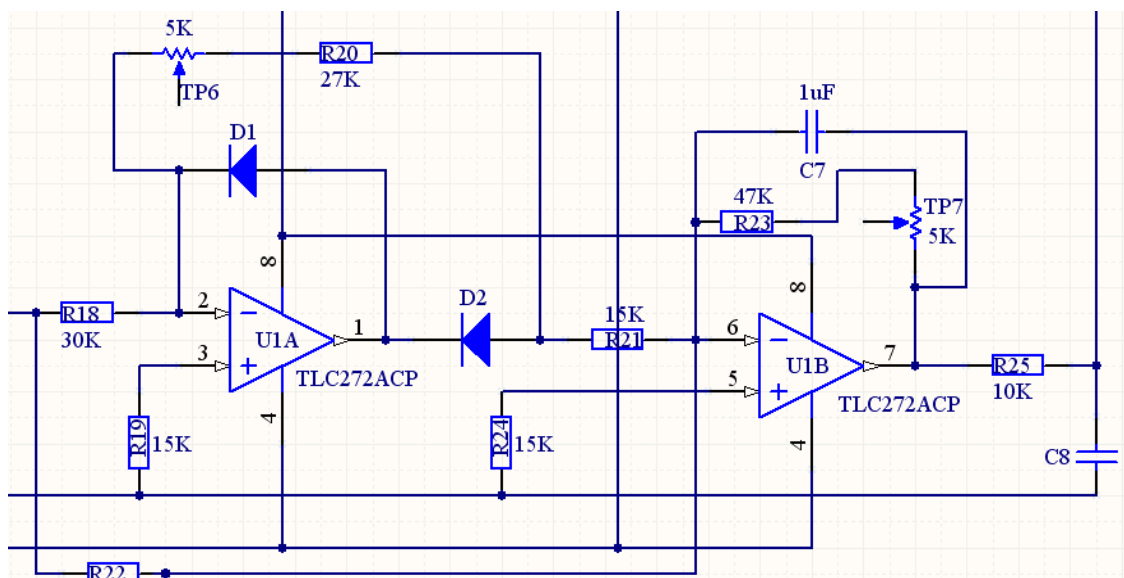 5K
R20
TP6
27K
1uF
D1
C7
47K
TP7
R23
5K
8
8
D2
R18
2
15K
30K
U1A
1
R21
6
3
U1B
7
TLC272ACP
5
R25
TLC272ACP
10K
4
R19
15K
R24
15K
4
C8
R22